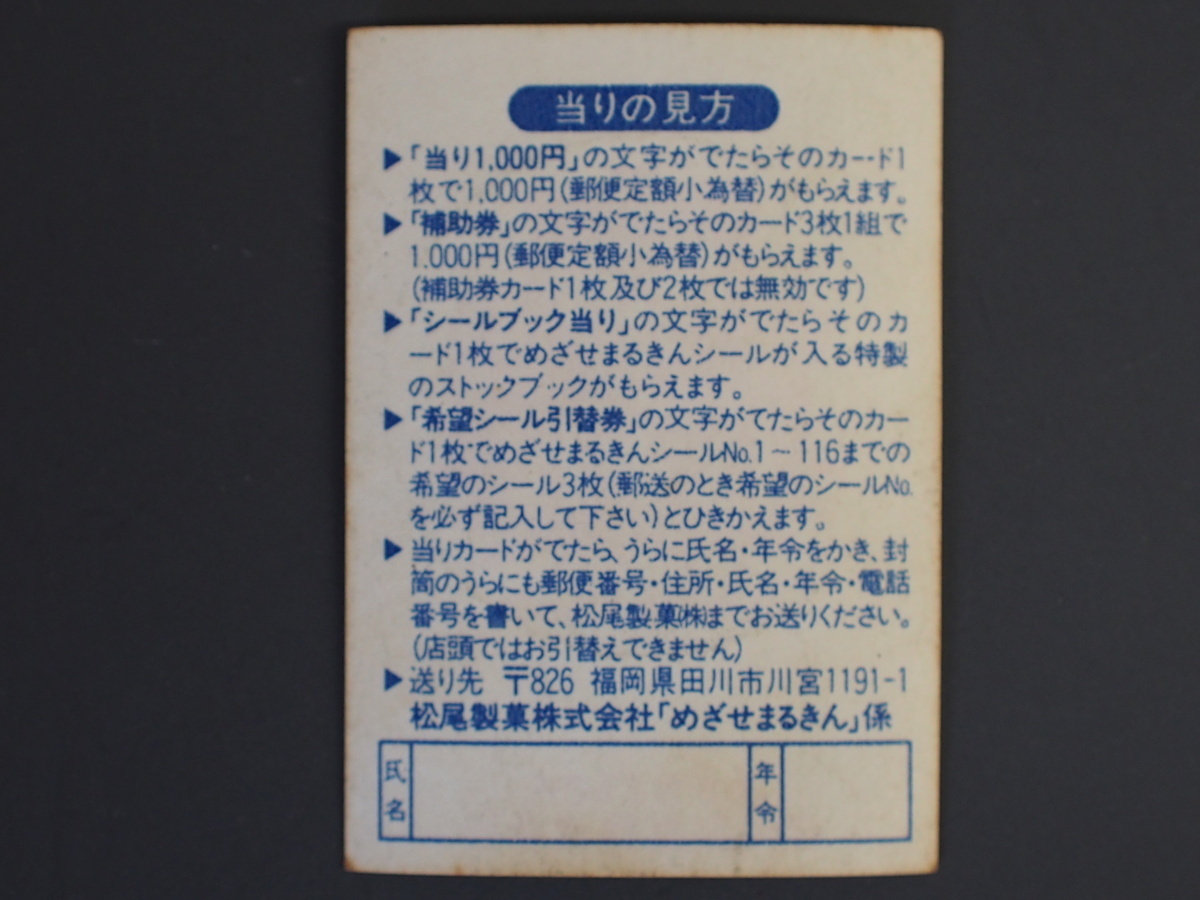 当りの見方
▶「当り1,000円」の文字がでたらそのカード1
枚で1,000円(郵便定額小為替)がもらえます。
▶「補助券」の文字がでたらそのカード3枚1組で
1,000円(郵便定額小為替)がもらえます。
(補助券カード1枚及び2枚では無効です)
▶「シールブック当り」の文字がでたらそのカ
ード1枚でめざせまるきんシールが入る特製
のストックブックがもらえます。
▶「希望シール引替券」の文字がてたらそのカー
ド1枚でめざせまるきんシールNo.1~116までの
希望のシール3枚(郵送のとき希望のシールNo.
を必ず記入して下さい)とひきかえます。
▶当りカードがでたら、うらに氏名・年令をかき、封
筒のうらにも郵便番号・住所・氏名・年令・電話
番号を書いて、松尾製菓㈱までお送りください。
(店頭ではお引替えできません)
▶送り先 〒826 福岡県田川市川宮1191-1
松尾製菓株式会社「めざせまるきん」係
氏名
年令